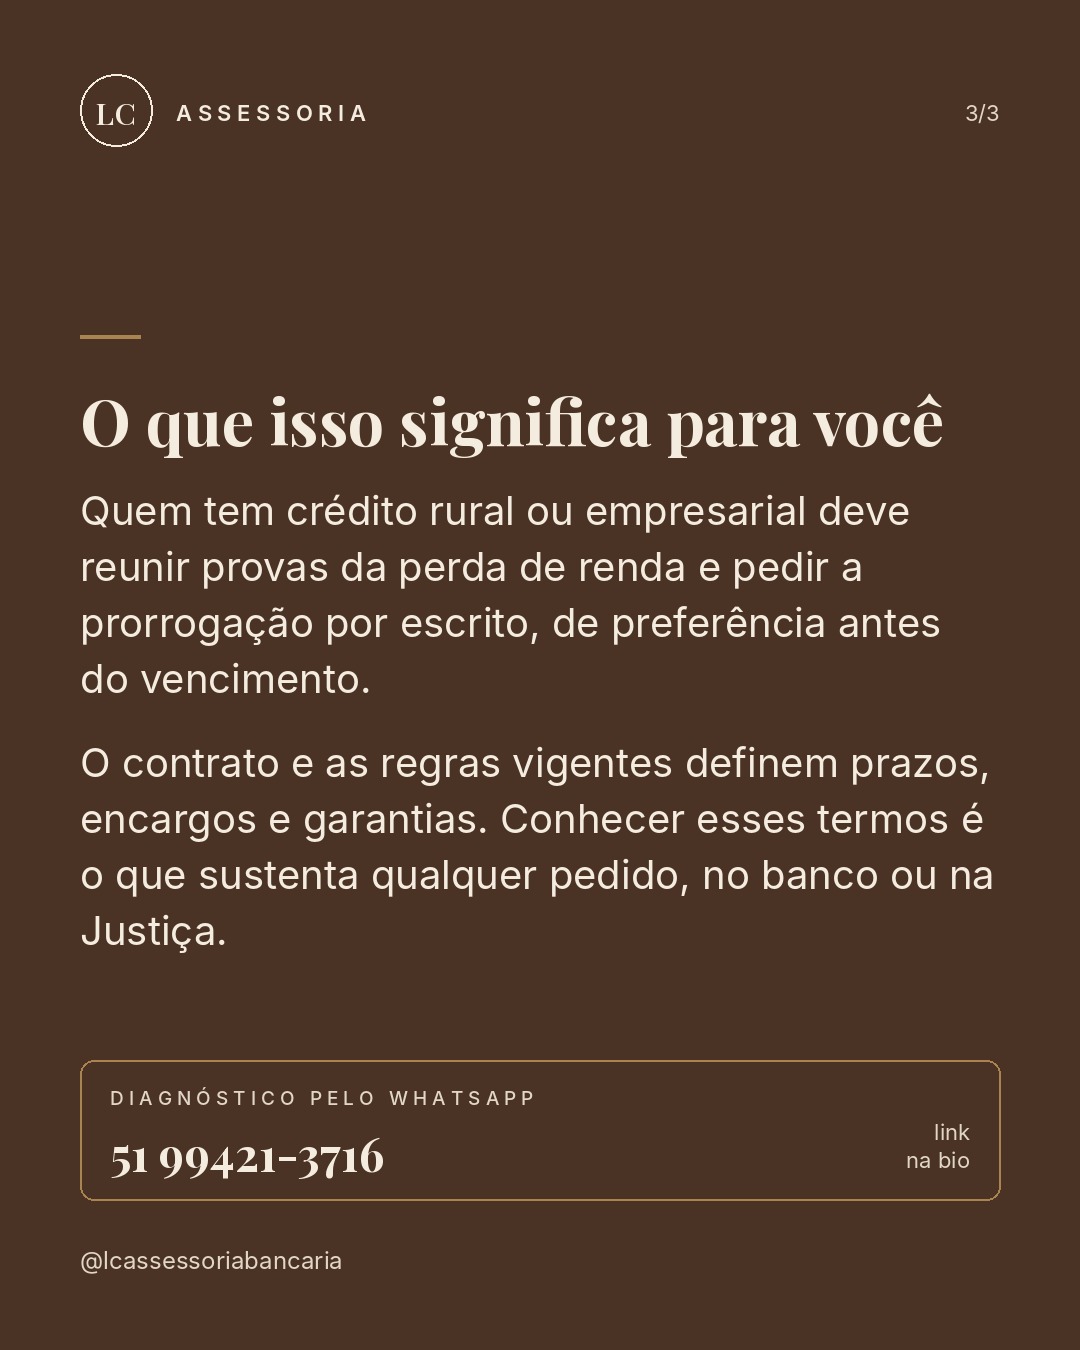 LC ASSESSORIA
3/3
O que isso significa para você
Quem tem crédito rural ou empresarial deve
reunir provas da perda de renda e pedir a
prorrogação por escrito, de preferência antes
do vencimento.
O contrato e as regras vigentes definem prazos,
encargos e garantias. Conhecer esses termos é
o que sustenta qualquer pedido, no banco ou na
Justiça.
DIAGNÓSTICO PELO WHATSAPP
51 99421-3716
link
na bio
@lcassessoriabancaria